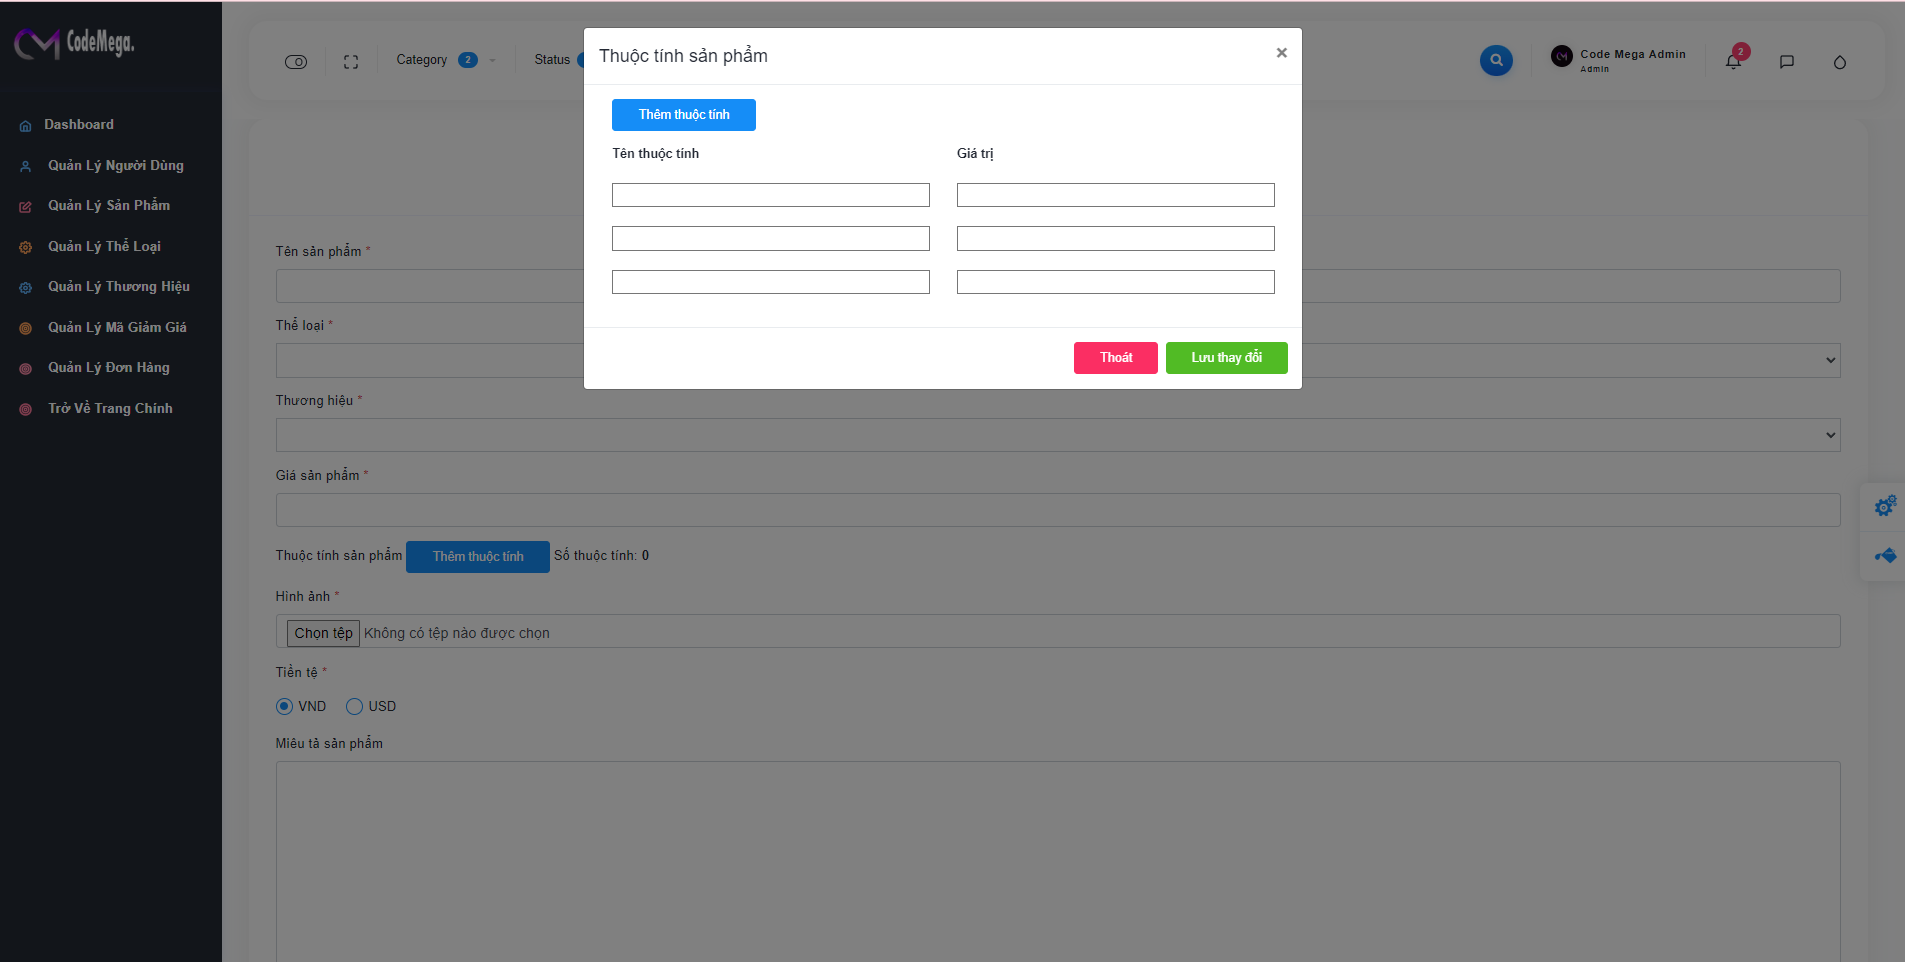 CodeMega.
Dashboard
Quản Lý Người Dùng
Quản Lý Sản Phẩm
Quản Lý Thể Loại
Quản Lý Thương Hiệu
Quản Lý Mã Giảm Giá
Quản Lý Đơn Hàng
Trở Về Trang Chính
Category 2
Status
Code Mega Admin
Admin
2
Thuộc tính sản phẩm
×
Thêm thuộc tính
Tên thuộc tính
Giá trị
Thoát
Lưu thay đổi
Tên sản phẩm *
Thể loại *
Thương hiệu *
Giá sản phẩm *
Thuộc tính sản phẩm Thêm thuộc tính Số thuộc tính: 0
Hình ảnh *
Chọn tệp Không có tệp nào được chọn
Tiền tệ *
VND USD
Miêu tả sản phẩm